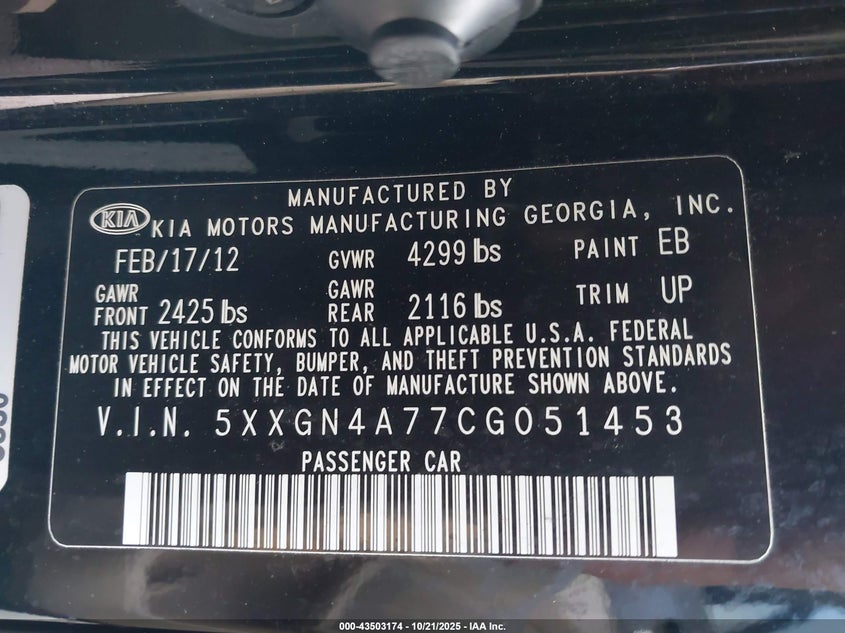 MANUFACTURED BY
KIA KIA MOTORS MANUFACTURING GEORGIA, INC.
FEB/17/12 GVWR 4299 lbs PAINT EB
GAWR FRONT 2425 lbs GAWR REAR 2116 lbs TRIM UP
THIS VEHICLE CONFORMS TO ALL APPLICABLE U.S.A. FEDERAL
MOTOR VEHICLE SAFETY, BUMPER, AND THEFT PREVENTION STANDARDS
IN EFFECT ON THE DATE OF MANUFACTURE SHOWN ABOVE.
V.I.N. 5XXGN4A77CG051453
PASSENGER CAR
000-43503174 - 10/21/2025 - IAA Inc.